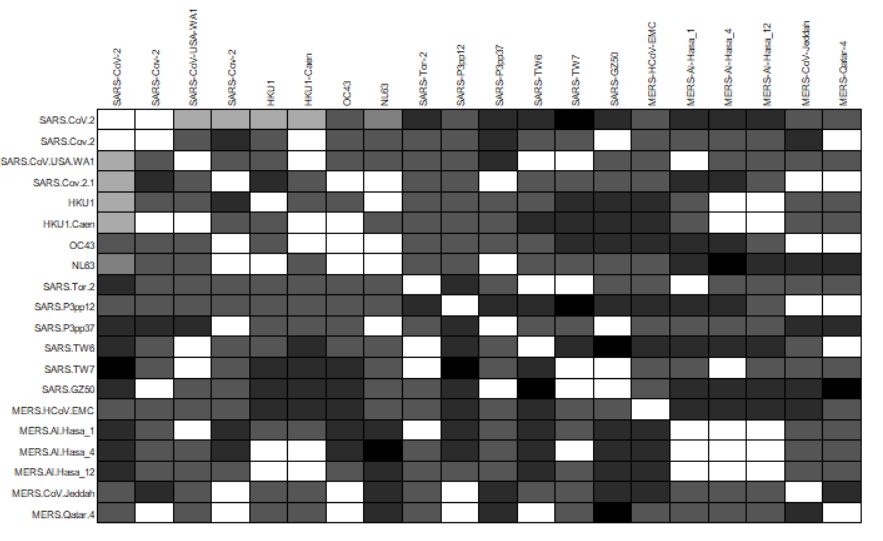 SARS-CoV-2
SARS-Cov-2
SARS-CoV-USA-WA1
SARS-Cov-2
HKU1
HKU1-Caen
OC43
NL63
SARS-Tor-2
SARS-P3pp12
SARS-P3pp37
SARS-TW6
SARS-TW7
SARS-GZ50
MERS-HCoV-EMC
MERS-Al-Hasa_1
MERS-Al-Hasa_4
MERS-Al-Hasa_12
MERS-CoV-Jeddah
MERS-Qatar-4
SARS.CoV.2
SARS.Cov.2
SARS.CoV.USA.WA1
SARS.Cov.2.1
HKU1
HKU1.Caen
OC43
NL63
SARS.Tor.2
SARS.P3pp12
SARS.P3pp37
SARS.TW6
SARS.TW7
SARS.GZ50
MERS.HCoV.EMC
MERS.Al.Hasa_1
MERS.Al.Hasa_4
MERS.Al.Hasa_12
MERS.CoV.Jeddah
MERS.Qatar.4